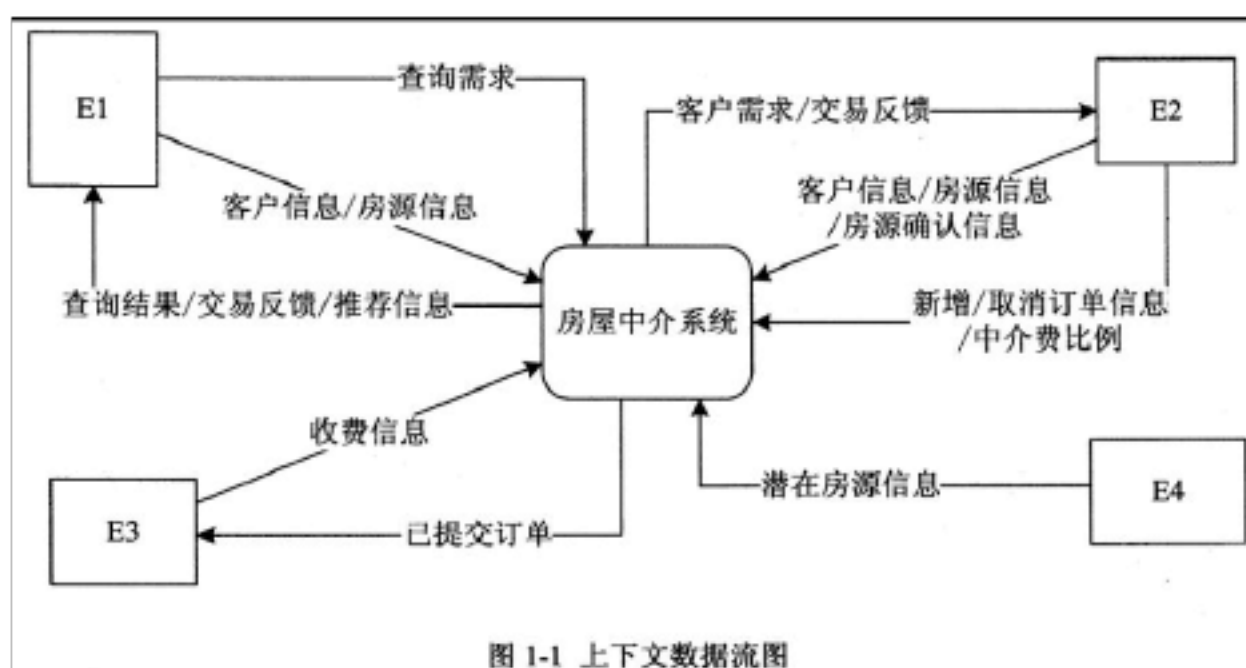 E1
查询需求
客户需求/交易反馈
E2
客户信息/房源信息
客户信息/房源信息
/房源确认信息
查询结果/交易反馈/推荐信息
房屋中介系统
新增/取消订单信息
/中介费比例
收费信息
潜在房源信息
E4
E3
已提交订单
图 1-1 上下文数据流图